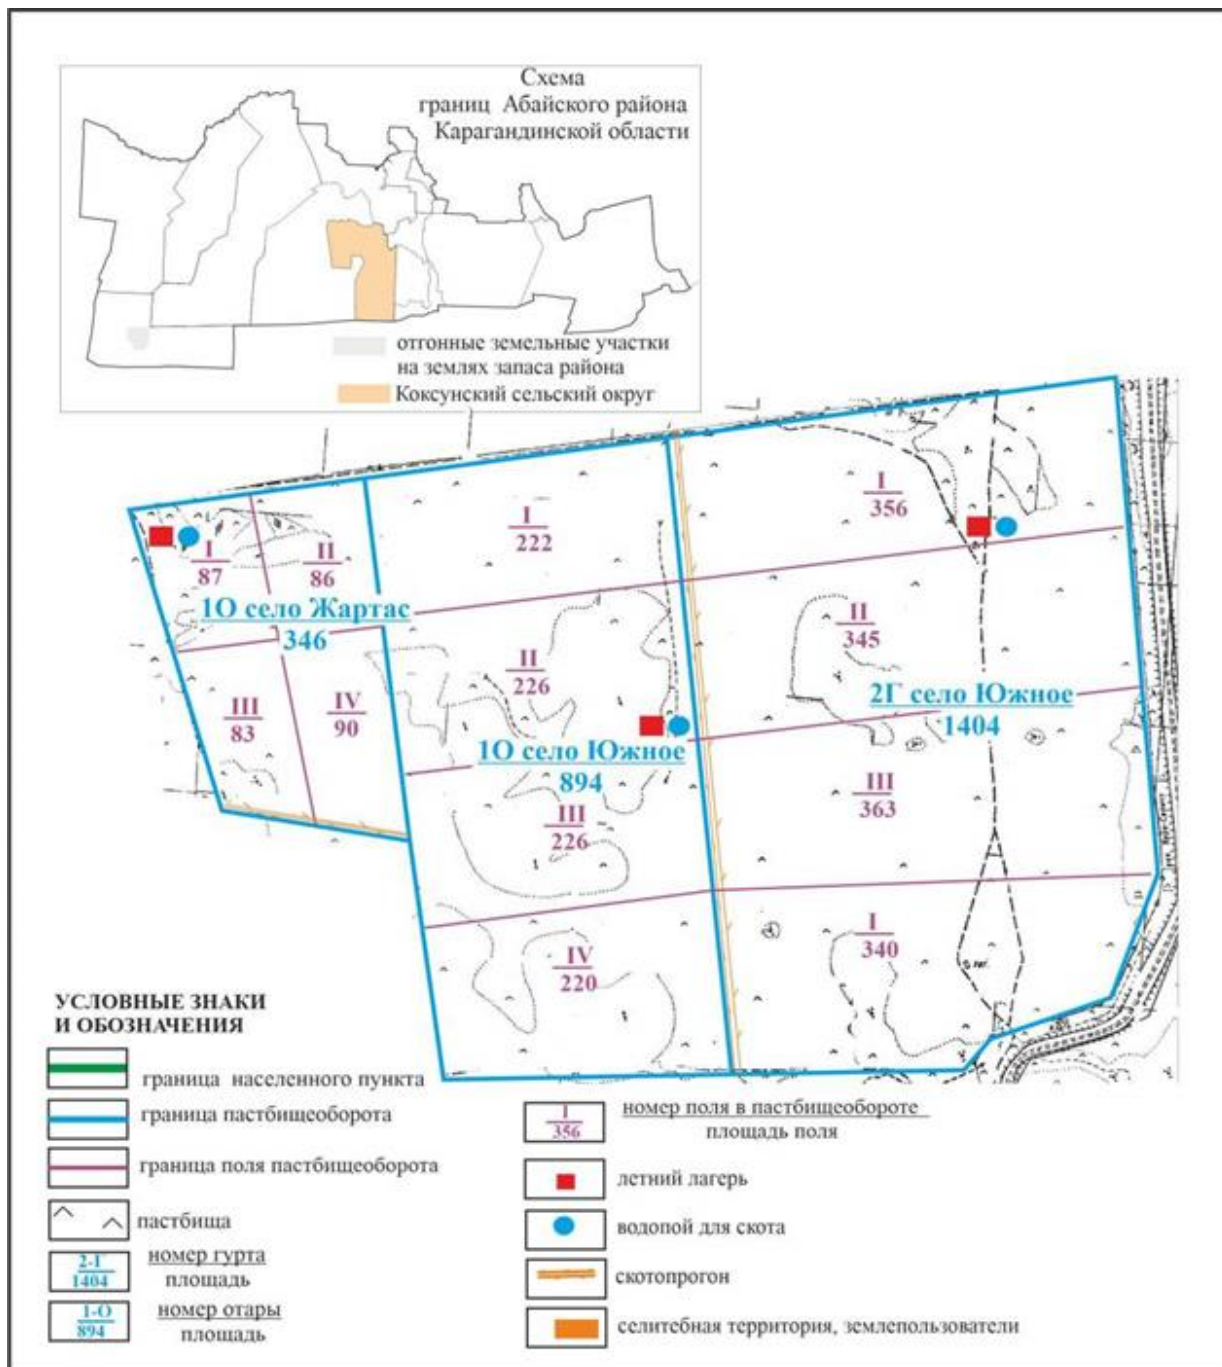 Схема
границ Абайского района
Карагандинской области
отгонные земельные участки
на землях запаса район
Коксунский сельский округ
I
356
I
222
I
87
II
86
1О село Жартас
346
II
345
II
226
2Г село Южное
1404
III
83
IV
90
1О село Южное
894
III
363
III
226
I
340
IV
220
УСЛОВНЫЕ ЗНАКИ
И ОБОЗНАЧЕНИЯ
граница населенного пункта
граница пастбищеоборота
граница поля пастбищеоборота
пастбища
2-Г
1404
номер гурта
площадь
1-О
894
номер отары
площадь
I
356
номер поля в пастбищеобороте
площадь поля
летний лагерь
водопой для скота
скотопрогон
селитебная территория, землепользователи